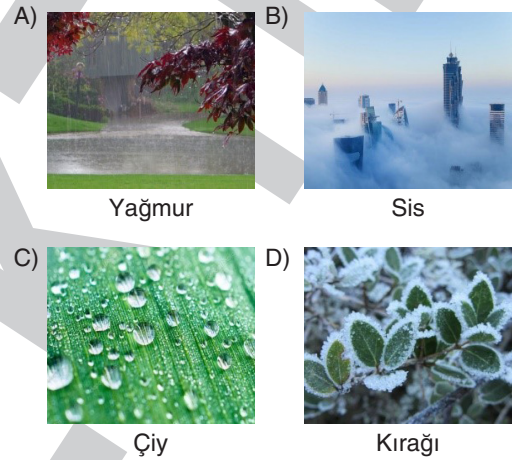 A)
B)
Yağmur
Sis
C)
D)
Çiy
Kırağı